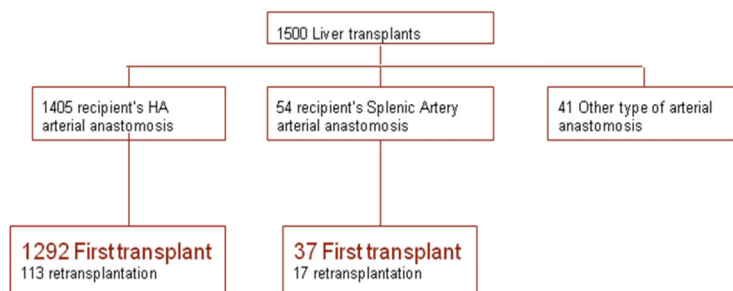 1500 Liver transplants
1405 recipient's HA
arterial anastomosis
54 recipient's Splenic Artery
arterial anastomosis
41 Other type of arterial
anastomosis
1292 First transplant
113 retransplantation
37 First transplant
17 retransplantation